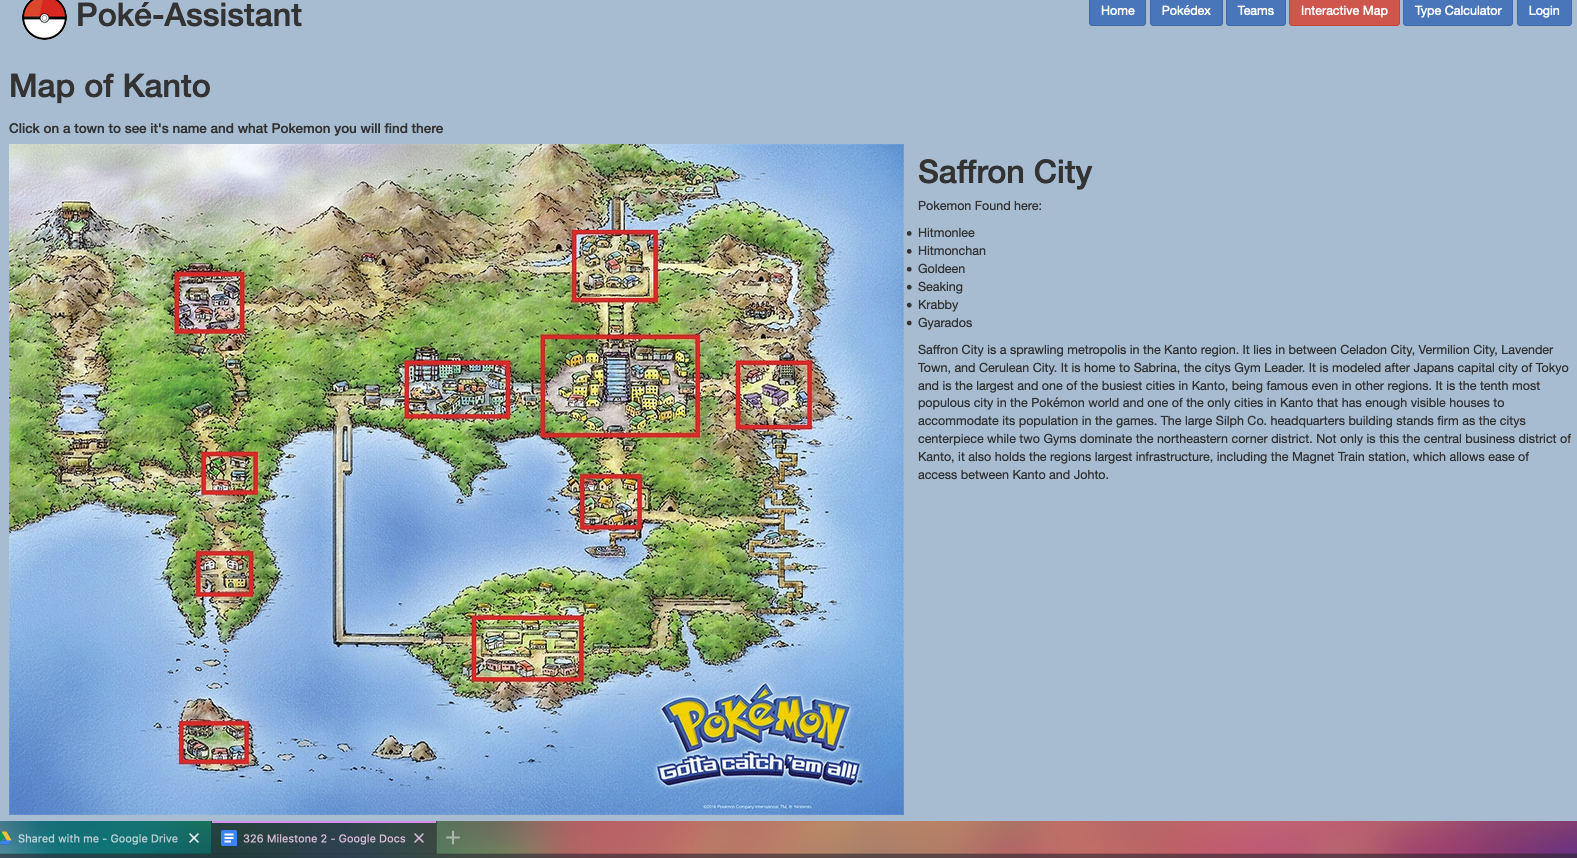 Poké-Assistant
Home
Pokédex
Teams
Interactive Map
Type Calculator
Login
Map of Kanto
Click on a town to see it's name and what Pokemon you will find there
Saffron City
Pokemon Found here:
Hitmonlee
Hitmonchan
Goldeen
Seaking
Krabby
Gyarados
Saffron City is a sprawling metropolis in the Kanto region. It lies in between Celadon City, Vermilion City, Lavender
Town, and Cerulean City. It is home to Sabrina, the citys Gym Leader. It is modeled after Japans capital city of Tokyo
and is the largest and one of the busiest cities in Kanto, being famous even in other regions. It is the tenth most
populous city in the Pokémon world and one of the only cities in Kanto that has enough visible houses to
accommodate its population in the games. The large Silph Co. headquarters building stands firm as the citys
centerpiece while two Gyms dominate the northeastern corner district. Not only is this the central business district of
Kanto, it also holds the regions largest infrastructure, including the Magnet Train station, which allows ease of
access between Kanto and Johto.
POKéMON
Gotta catch 'em all!
Shared with me - Google Drive
326 Milestone 2 - Google Docs